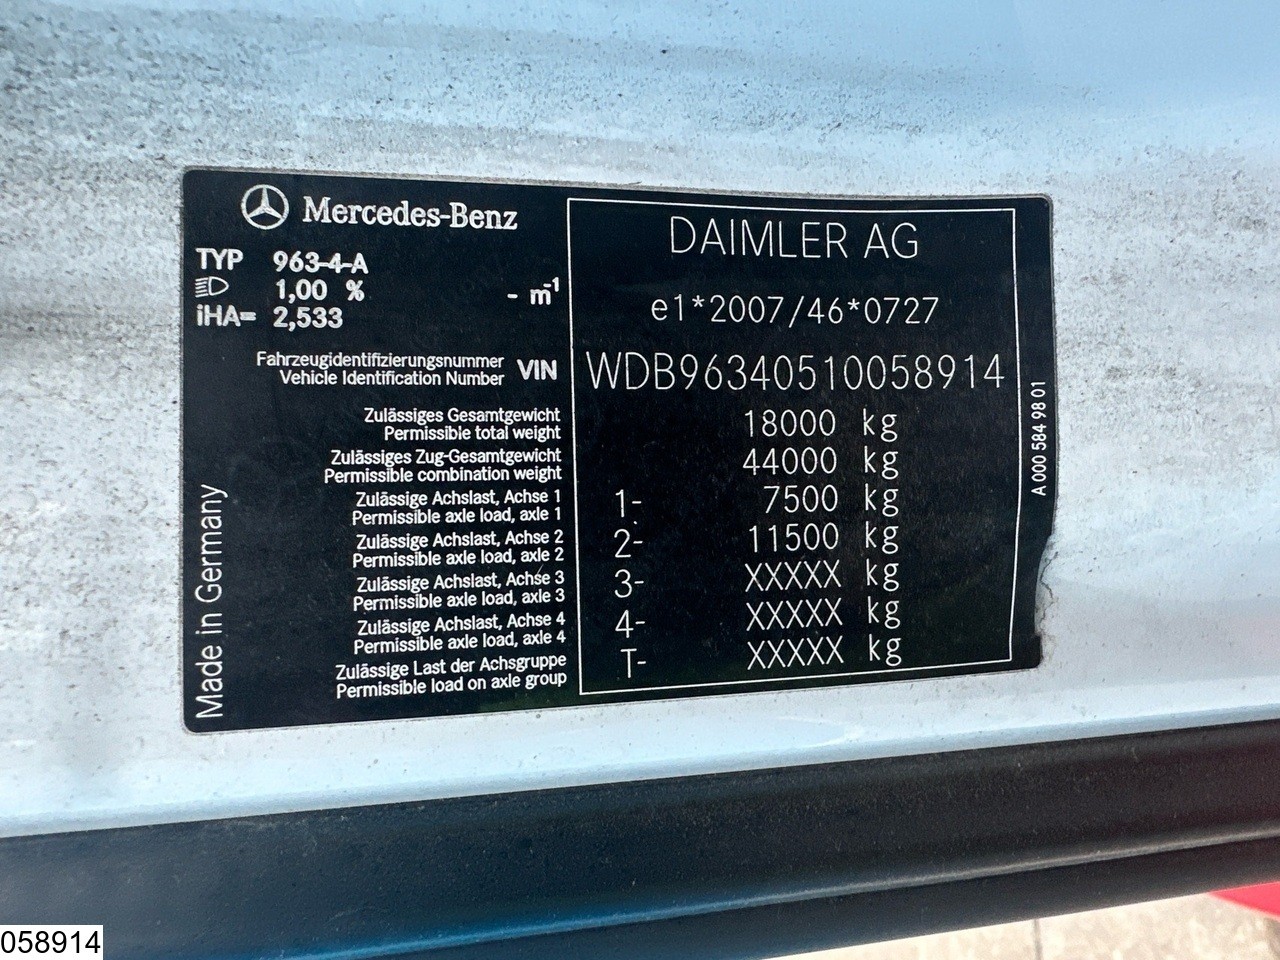 Mercedes-Benz
TYP 963-4-A
1,00 % - m⁻¹
iHA= 2,533
Fahrzeugidentifizierungsnummer
Vehicle Identification Number VIN
Zulässiges Gesamtgewicht
Permissible total weight
Zulässiges Zug-Gesamtgewicht
Permissible combination weight
Zulässige Achslast, Achse 1
Permissible axle load, axle 1
Zulässige Achslast, Achse 2
Permissible axle load, axle 2
Zulässige Achslast, Achse 3
Permissible axle load, axle 3
Zulässige Achslast, Achse 4
Permissible axle load, axle 4
Zulässige Last der Achsgruppe
Permissible load on axle group
Made in Germany
DAIMLER AG
e1*2007/46*0727
WDB96340510058914
18000 kg
44000 kg
1- 7500 kg
2- 11500 kg
3- XXXXX kg
4- XXXXX kg
T- XXXXX kg
A 000 584 98 01
058914